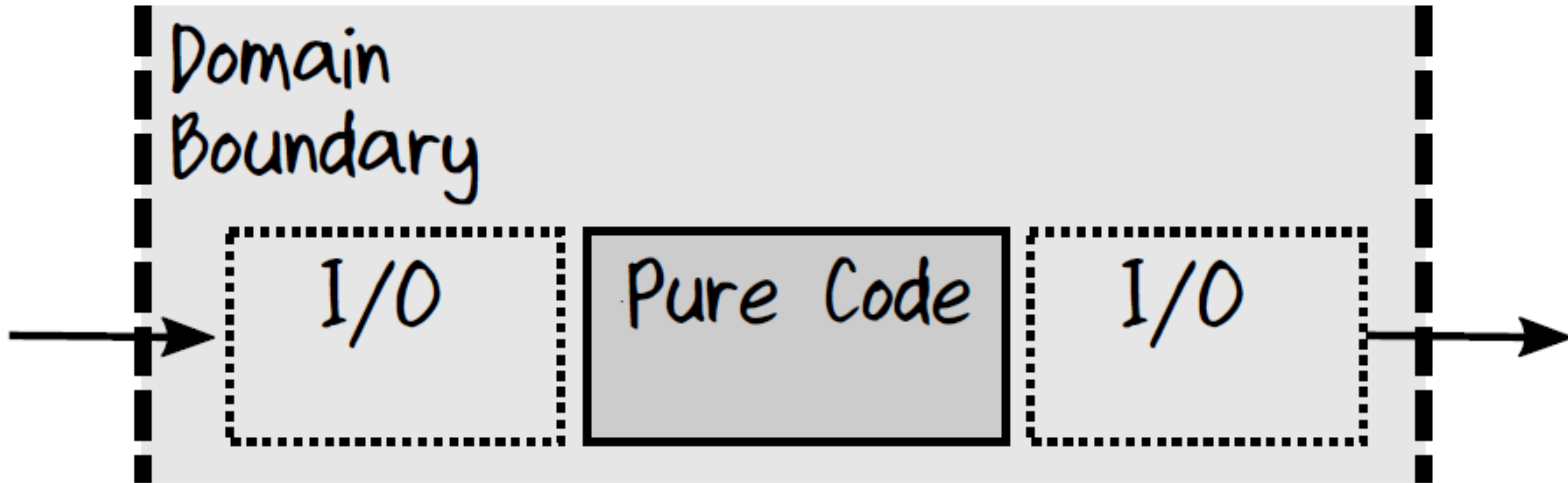 Domain
Boundary
I/O
Pure Code
I/O